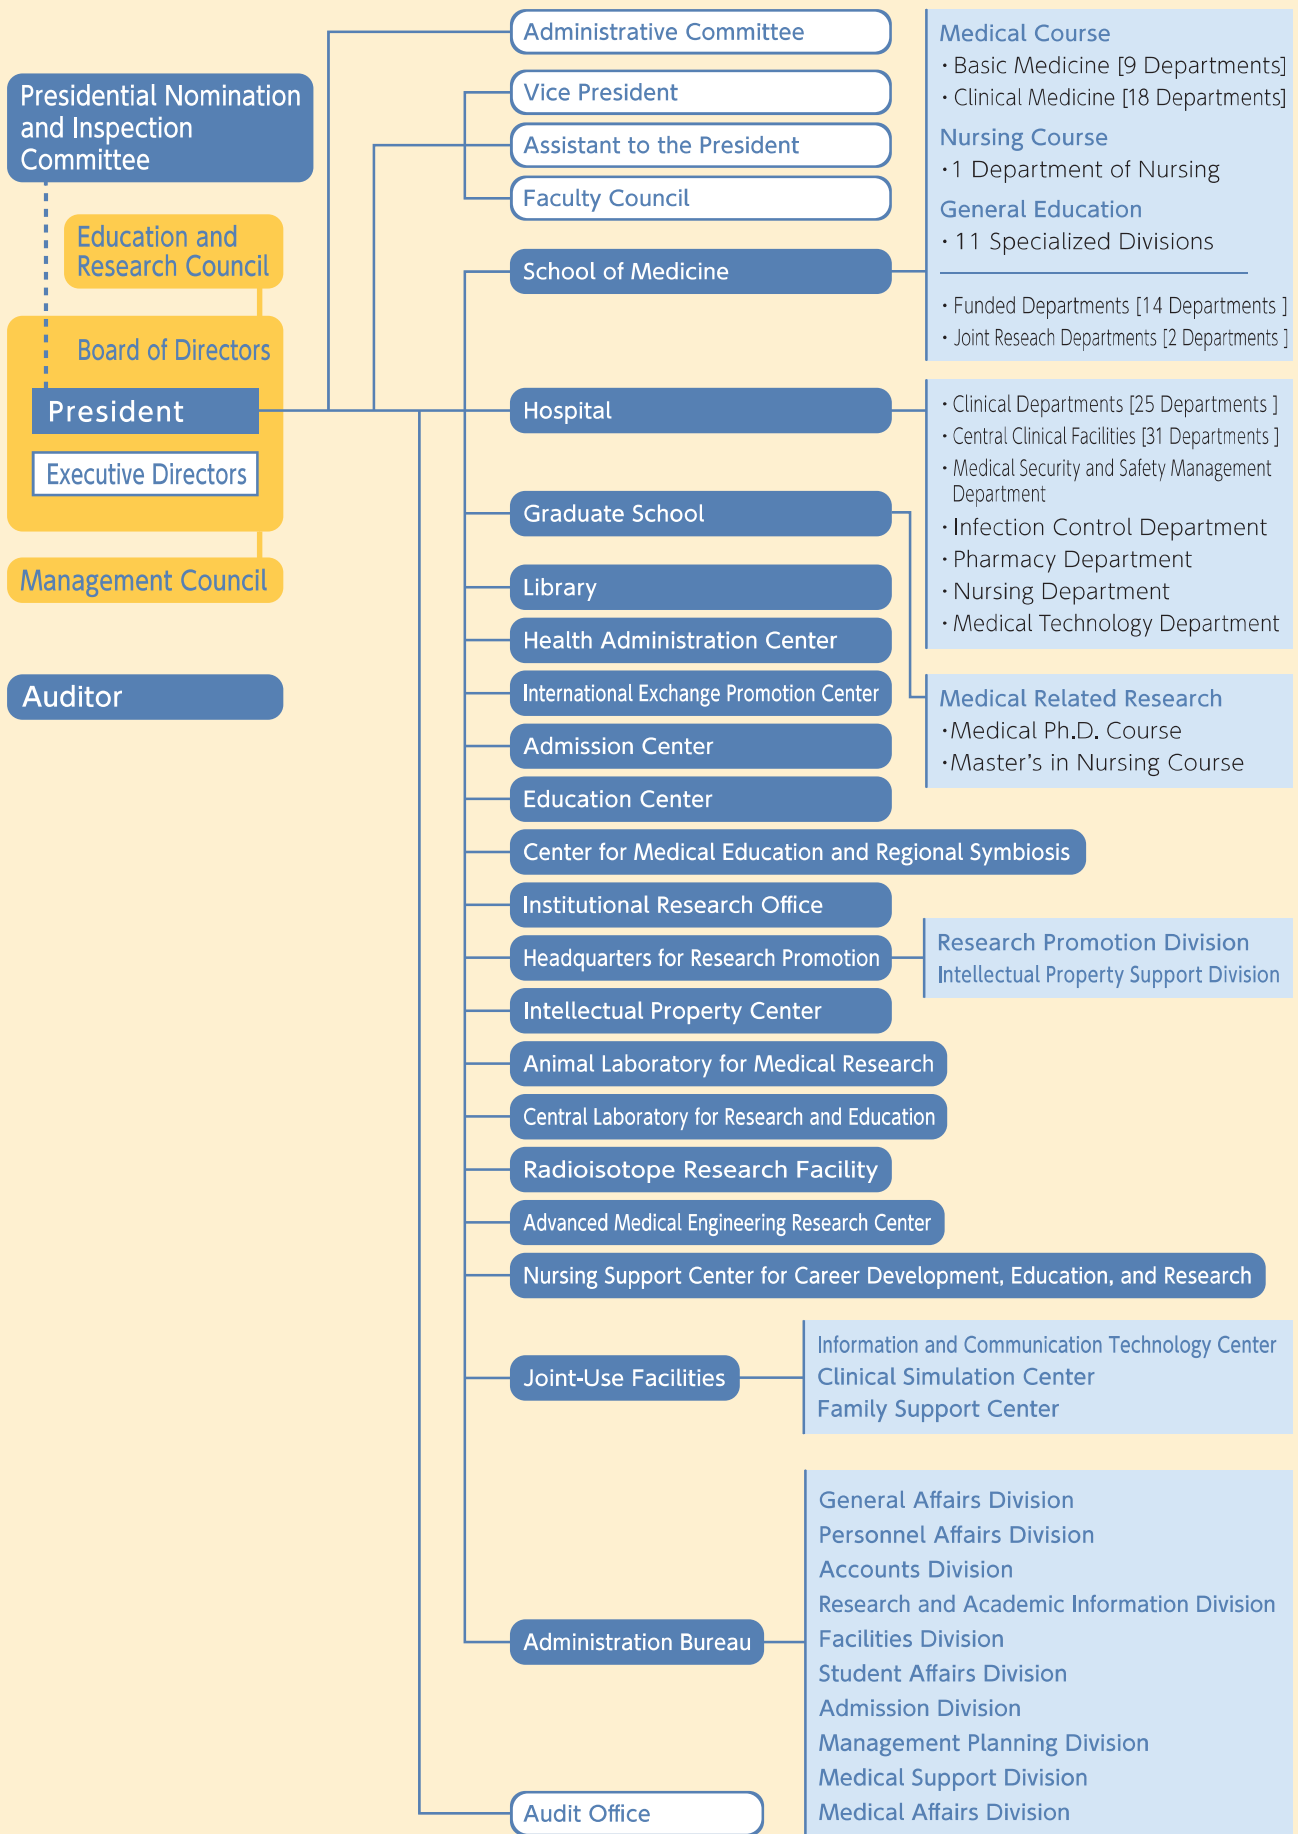 Presidential Nomination
and Inspection
Committee
Education and
Research Council
Board of Directors
President
Executive Directors
Management Council
Auditor
Administrative Committee
Vice President
Assistant to the President
Faculty Council
School of Medicine
Medical Course
・Basic Medicine [9 Departments]
・Clinical Medicine [18 Departments]
Nursing Course
・1 Department of Nursing
General Education
・11 Specialized Divisions
・Funded Departments [14 Departments ]
・Joint Reseach Departments [2 Departments ]
Hospital
・Clinical Departments [25 Departments ]
・Central Clinical Facilities [31 Departments ]
・Medical Security and Safety Management
Department
・Infection Control Department
・Pharmacy Department
・Nursing Department
・Medical Technology Department
Graduate School
Medical Related Research
・Medical Ph.D. Course
・Master's in Nursing Course
Library
Health Administration Center
International Exchange Promotion Center
Admission Center
Education Center
Center for Medical Education and Regional Symbiosis
Institutional Research Office
Headquarters for Research Promotion
Research Promotion Division
Intellectual Property Support Division
Intellectual Property Center
Animal Laboratory for Medical Research
Central Laboratory for Research and Education
Radioisotope Research Facility
Advanced Medical Engineering Research Center
Nursing Support Center for Career Development, Education, and Research
Joint-Use Facilities
Information and Communication Technology Center
Clinical Simulation Center
Family Support Center
Administration Bureau
General Affairs Division
Personnel Affairs Division
Accounts Division
Research and Academic Information Division
Facilities Division
Student Affairs Division
Admission Division
Management Planning Division
Medical Support Division
Medical Affairs Division
Audit Office